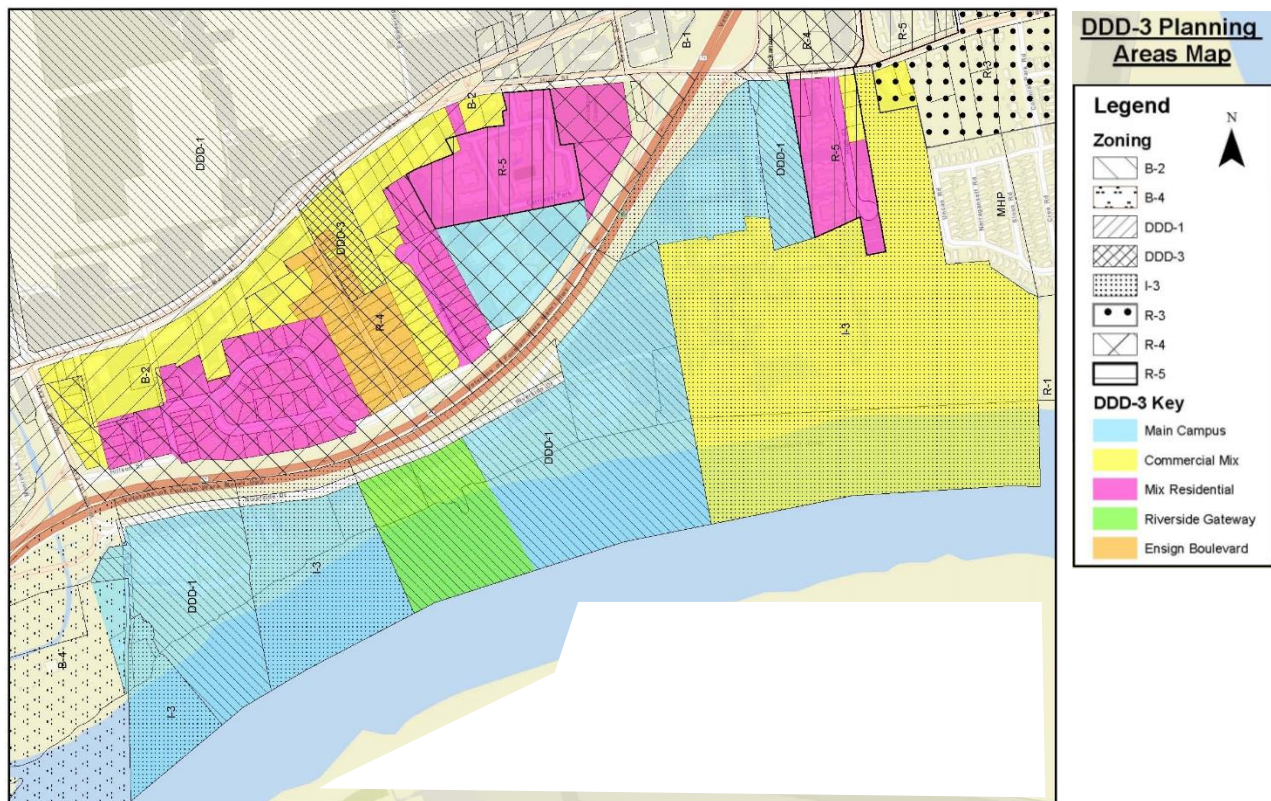 DDD-3 Planning
Areas Map
Legend
N
Zoning
B-2
B-4
DDD-1
DDD-3
I-3
R-3
R-4
R-5
DDD-3 Key
Main Campus
Commercial Mix
Mix Residential
Riverside Gateway
Ensign Boulevard
DDD-1
B-2
B-1
R-4
R-5
R-3
R-5
DDD-1
R-5
DDD-3
MHP
R-4
I-3
B-2
R-1
DDD-1
Riverside Dr
DDD-1
I-3
B-4
I-3